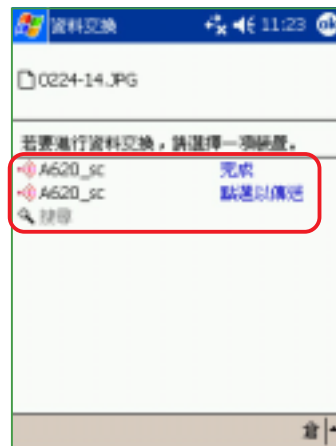 資料交換 11:23 ok
0224-14.JPG
若要進行資料交換，請選擇一項裝置。
A620_sc 完成
A620_sc 點選以傳送
搜尋